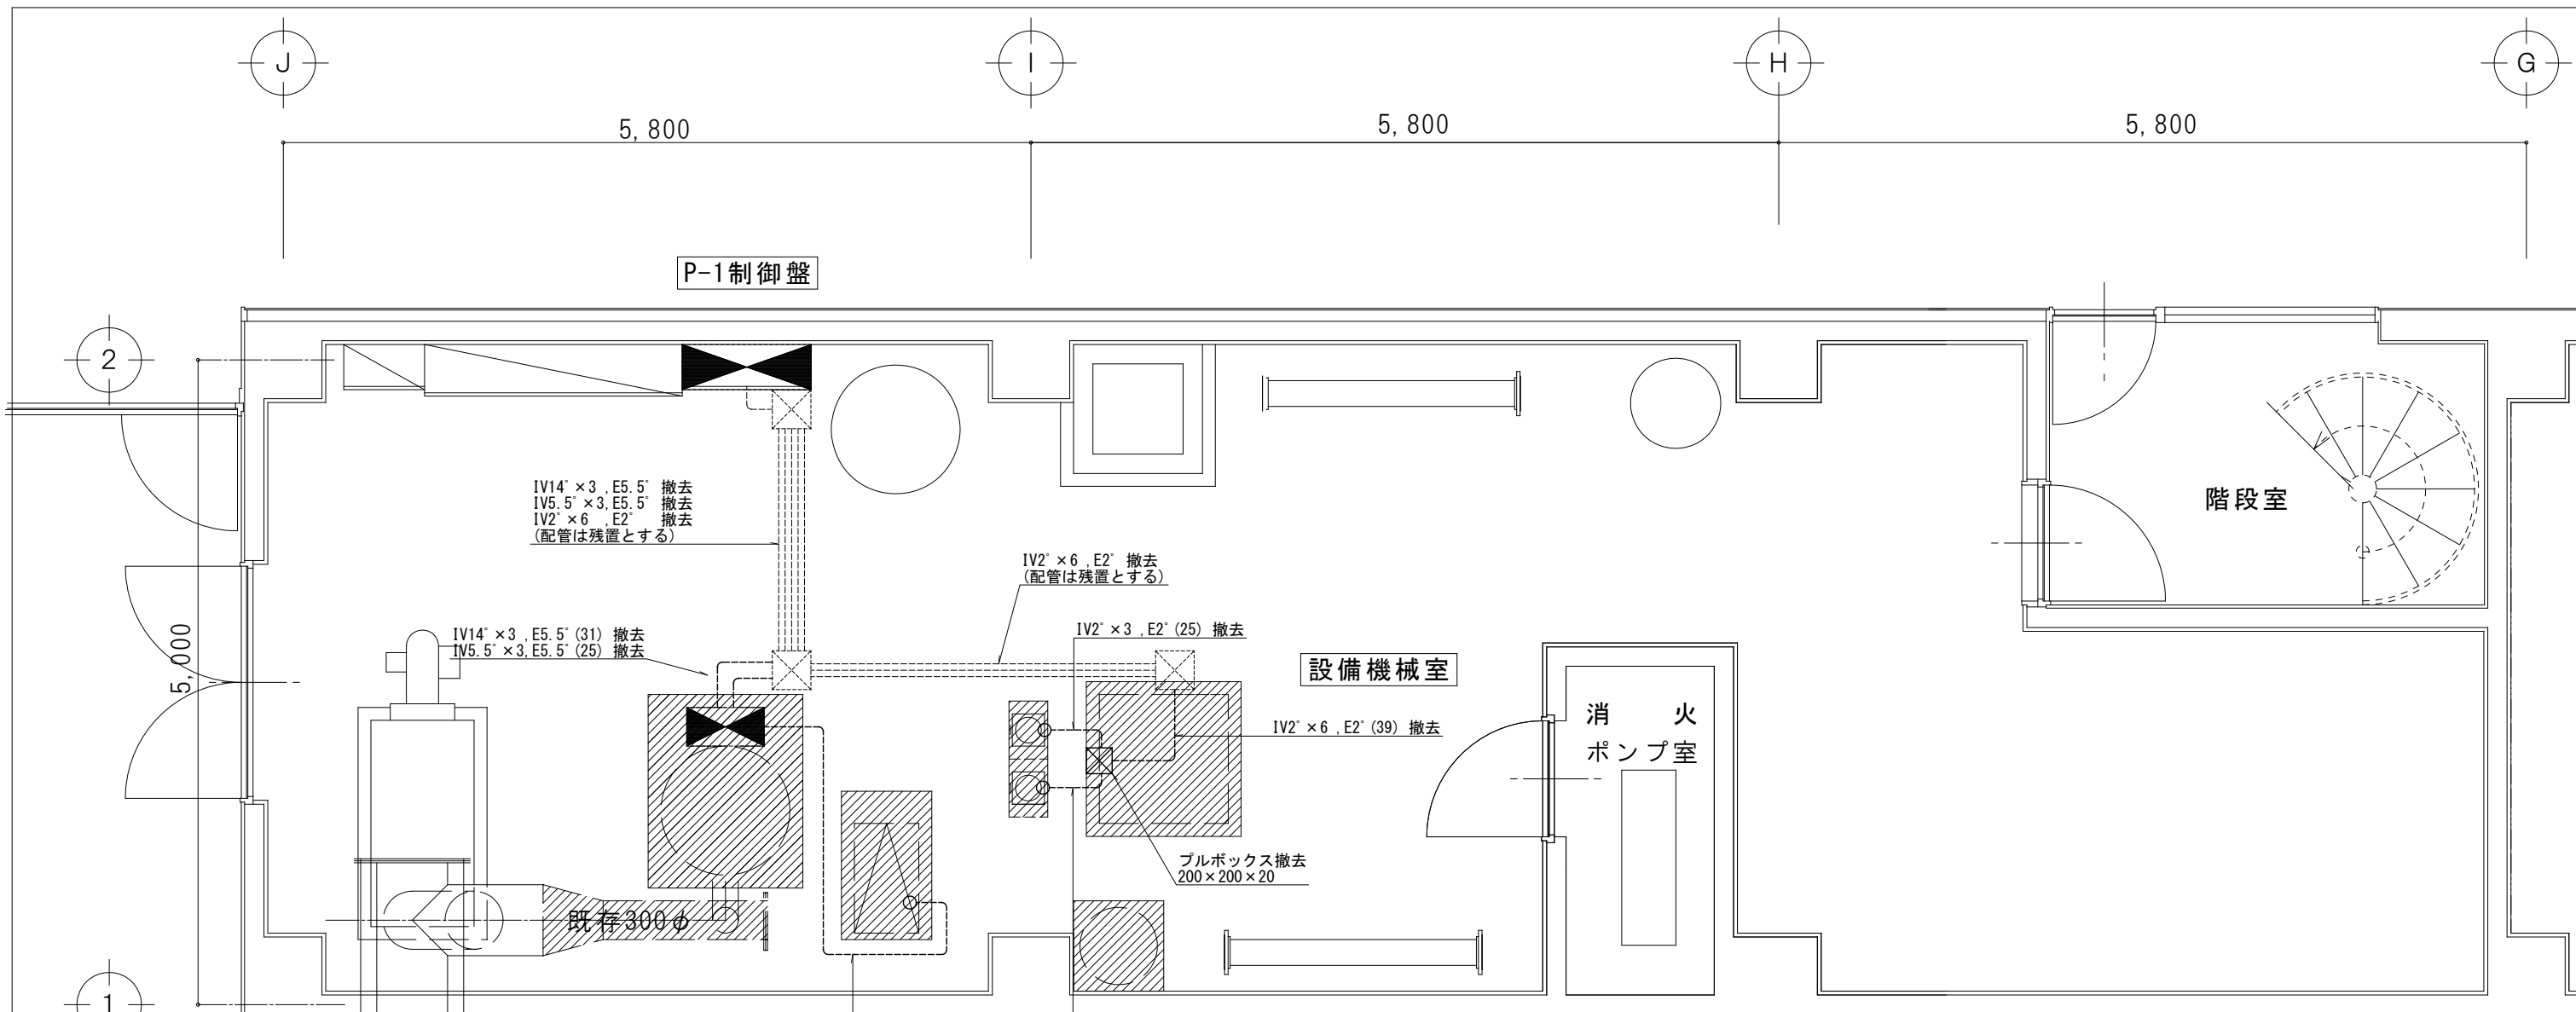 J
I
H
G
5,800
5,800
5,800
P-1制御盤
2
IV14°×3 ,E5.5° 撤去
IV5.5°×3,E5.5° 撤去
IV2°×6 ,E2° 撤去
(配管は残置とする)
階段室
IV2°×6 ,E2° 撤去
(配管は残置とする)
IV14°×3 ,E5.5°(31) 撤去
IV5.5°×3,E5.5°(25) 撤去
IV2°×3 ,E2°(25) 撤去
5,000
設備機械室
消 火
ポンプ室
IV2°×6 ,E2°(39) 撤去
プルボックス撤去
200×200×20
既存300φ
1